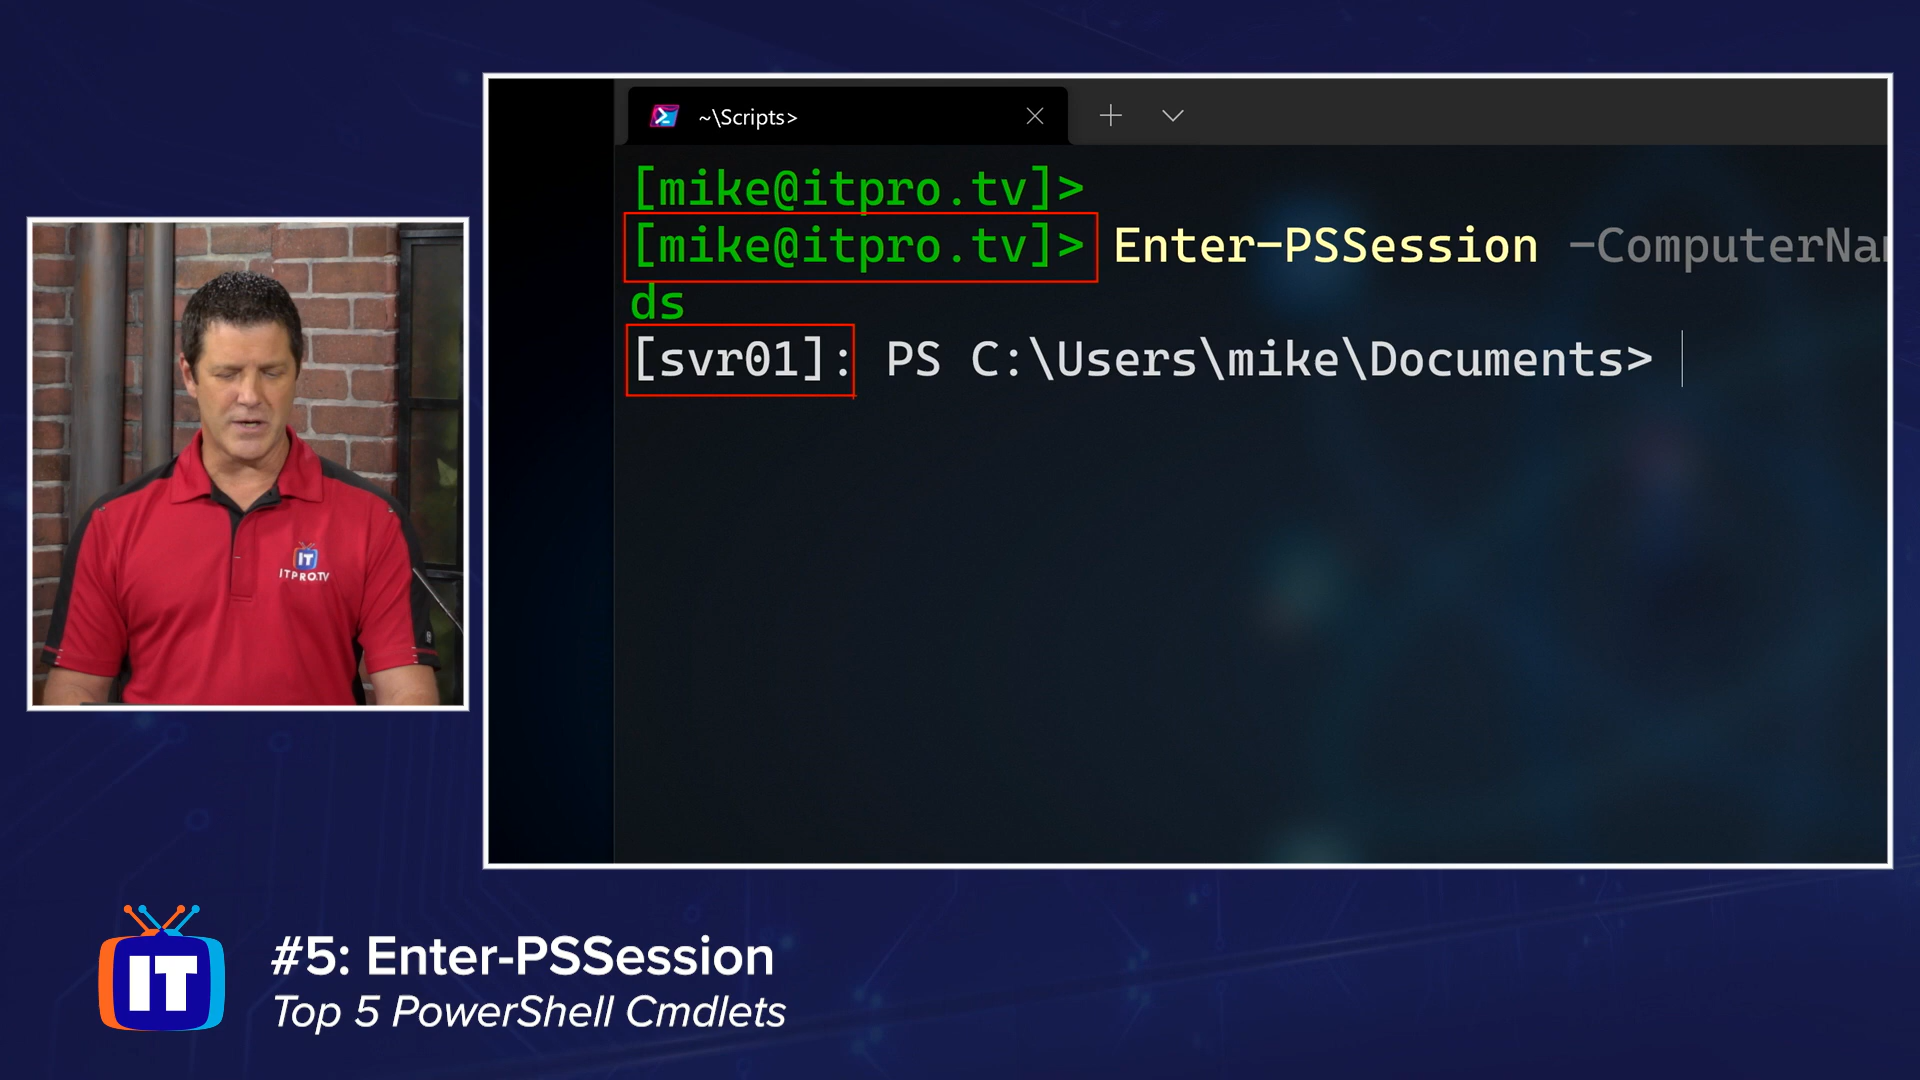 ~\Scripts>
[mike@itpro.tv]>
[mike@itpro.tv]> Enter-PSSession -ComputerNa
ds
[svr01]: PS C:\Users\mike\Documents>
IT
ITPRO.TV
IT
#5: Enter-PSSession
Top 5 PowerShell Cmdlets